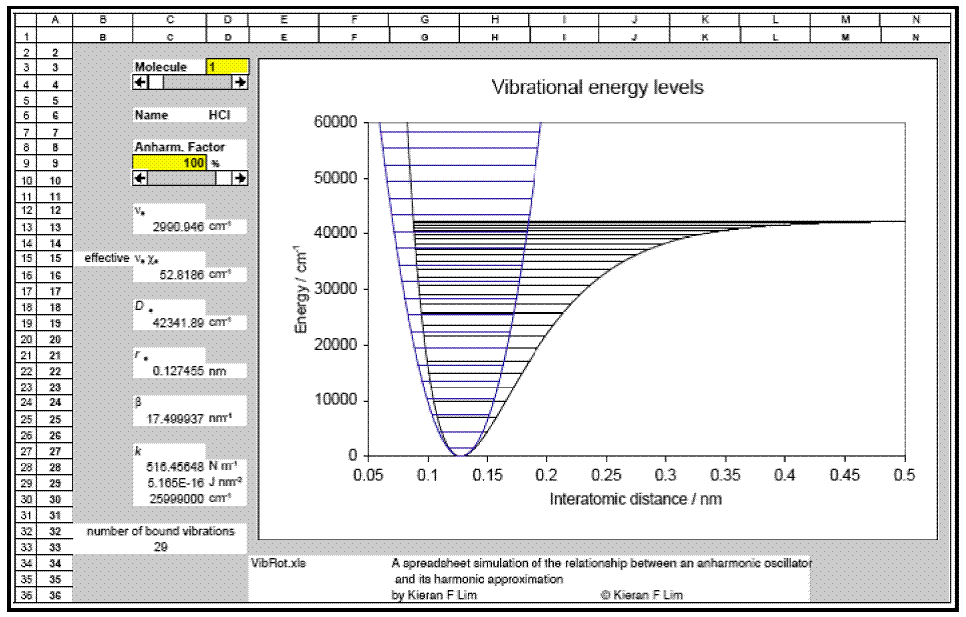 A B C D E F G H I J K L M N
1 B C D E F G H I J K L M N
2 2
3 3 Molecule 1
4 4
5 5
6 6 Name HCl
7 7
8 8 Anharm. Factor
9 9 100 %
10 10
11 11
12 12 νe
13 13 2990.946 cm-1
14 14
15 15 effective νe χe
16 16 52.8186 cm-1
17 17
18 18 De
19 19 42341.89 cm-1
20 20
21 21 re
22 22 0.127455 nm
23 23
24 24 β
25 25 17.499937 nm-1
26 26
27 27 k
28 28 516.45648 N m-1
29 29 5.165E-16 J nm-2
30 30 25999000 cm-1
31 31
32 32 number of bound vibrations
33 33 29
Vibrational energy levels
60000
50000
40000
30000
20000
10000
0
Energy / cm-1
0.05 0.1 0.15 0.2 0.25 0.3 0.35 0.4 0.45 0.5
Interatomic distance / nm
34 34 VibRot.xls A spreadsheet simulation of the relationship between an anharmonic oscillator
35 35 and its harmonic approximation
36 36 by Kieran F Lim © Kieran F Lim